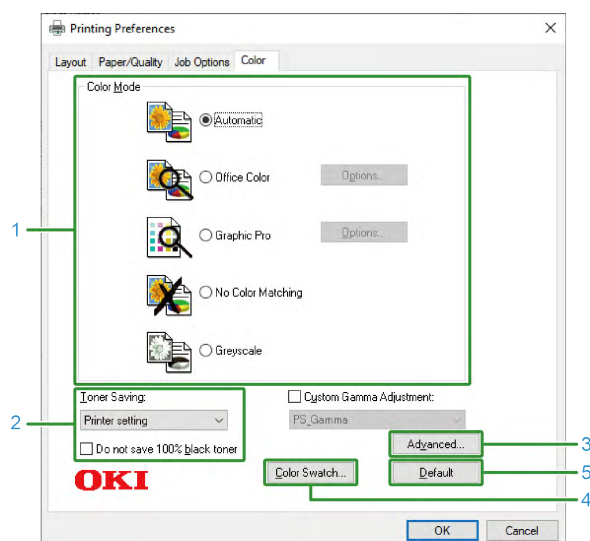 Printing Preferences
Layout Paper/Quality Job Options Color
Color Mode
Automatic
Office Color Options...
1
Graphic Pro Options...
No Color Matching
Greyscale
Toner Saving: Custom Gamma Adjustment:
2 Printer setting PS_Gamma
Do not save 100% black toner Advanced... 3
OKI Color Swatch... Default 5
4
OK Cancel